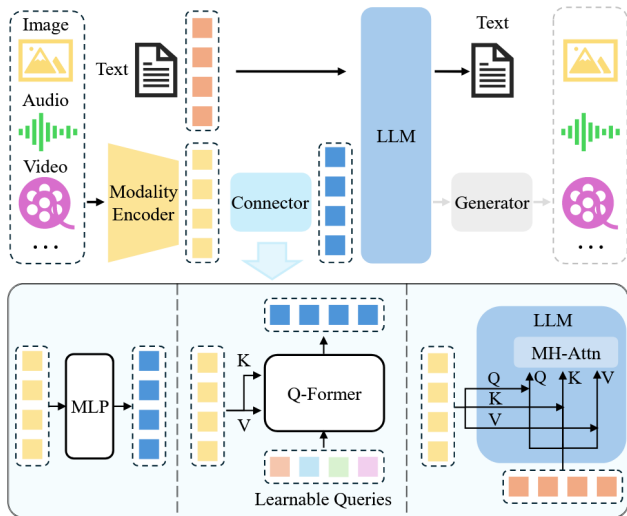 Image
Text
Audio
Video
...
Modality
Encoder
Connector
LLM
Text
Generator
...
MLP
K
V
Q-Former
Learnable Queries
LLM
MH-Attn
Q
K
V
Q
K
V